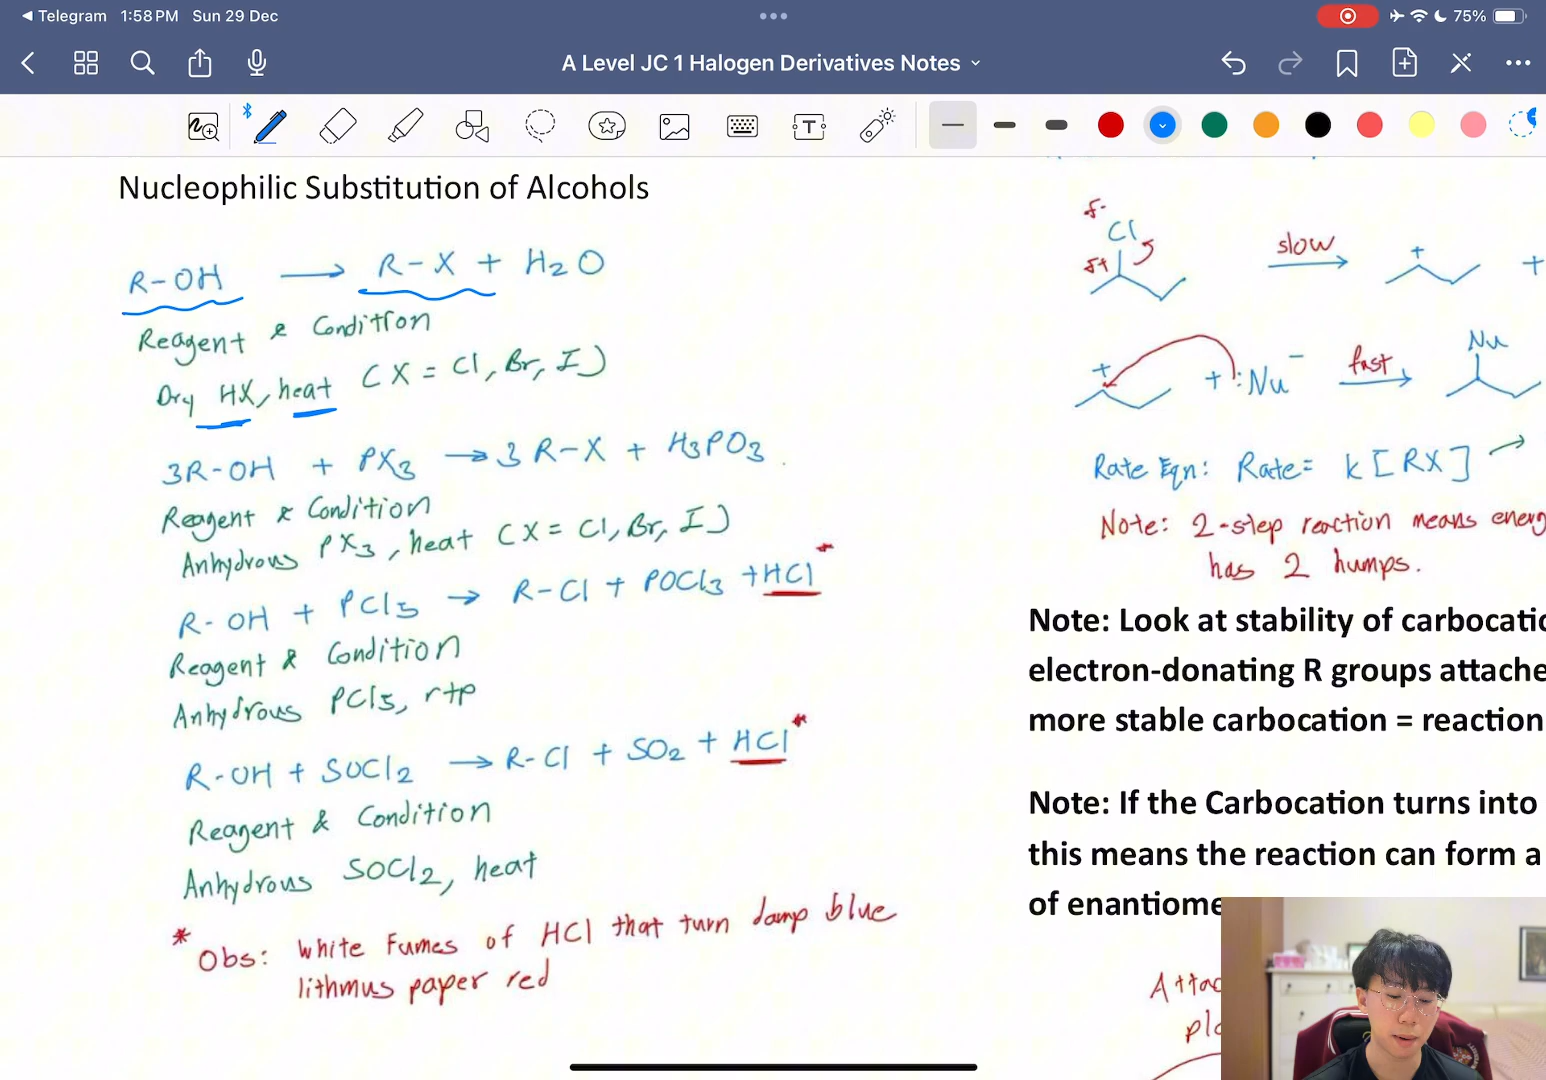 Telegram 1:58 PM Sun 29 Dec
75%
A Level JC 1 Halogen Derivatives Notes
Nucleophilic Substitution of Alcohols
R-OH → R-X + H2O
Reagent & Condition
Dry HX, heat (X = Cl, Br, I)
3R-OH + PX3 → 3 R-X + H3PO3
Reagent & Condition
Anhydrous PX3, heat (X = Cl, Br, I)
R-OH + PCl5 → R-Cl + POCl3 + HCl*
Reagent & Condition
Anhydrous PCl5, rtp
R-OH + SOCl2 → R-Cl + SO2 + HCl*
Reagent & Condition
Anhydrous SOCl2, heat
* Obs: White Fumes of HCl that turn damp blue
lithmus paper red
δ-
Cl
δ+
slow
+
+
+
+ :Nu-
fast
Nu
Rate Eqn: Rate = k[RX]
Note: 2-step reaction means energ
has 2 humps.
Note: Look at stability of carbocatio
electron-donating R groups attache
more stable carbocation = reaction
Note: If the Carbocation turns into
this means the reaction can form a
of enantiome
Attac
pla